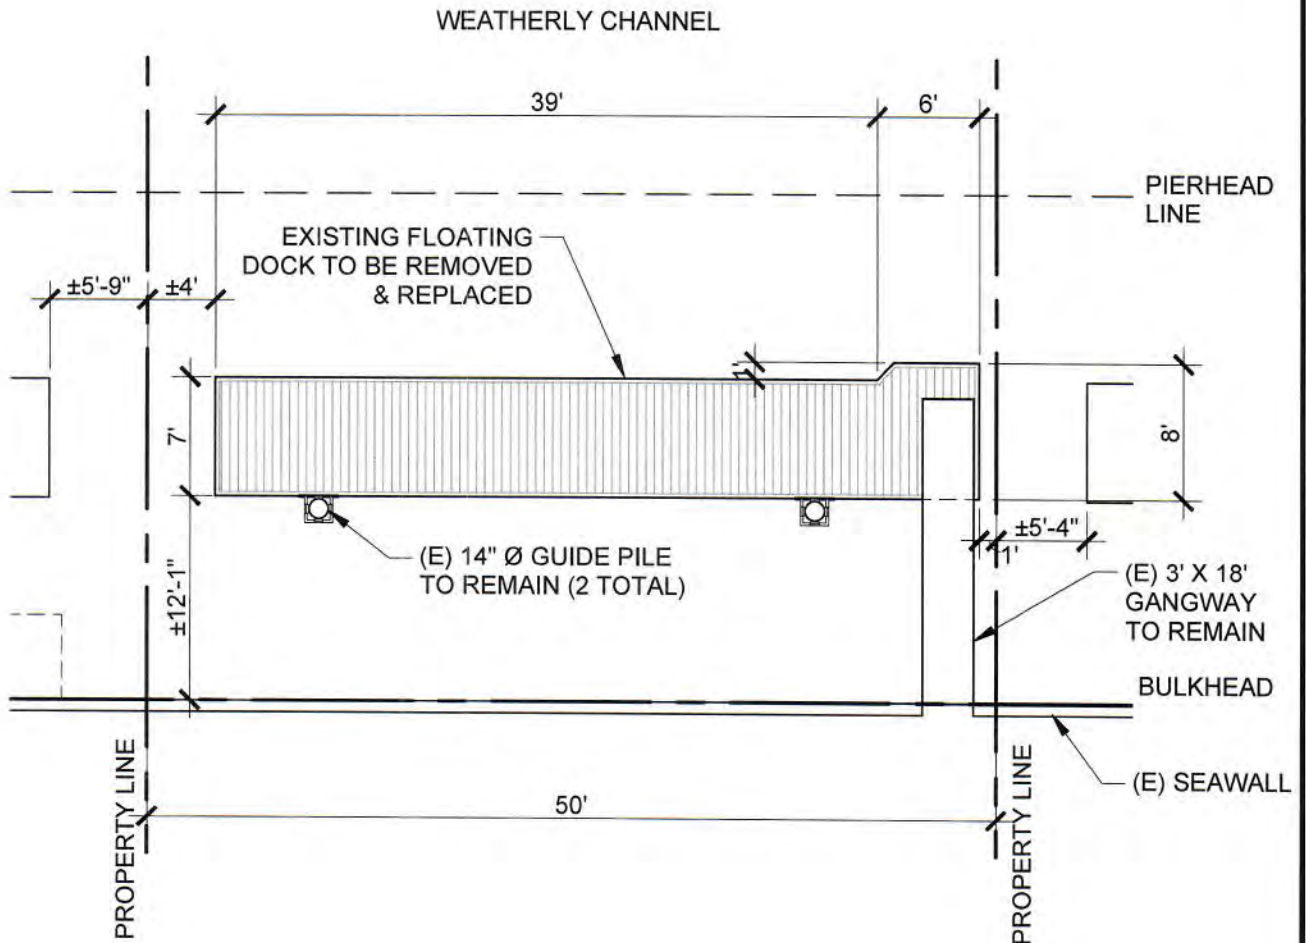 WEATHERLY CHANNEL
39'
6'
PIERHEAD
LINE
EXISTING FLOATING
DOCK TO BE REMOVED
& REPLACED
±5'-9"
±4'
1'
7'
8'
±12'-1"
(E) 14" Ø GUIDE PILE
TO REMAIN (2 TOTAL)
±5'-4"
1'
(E) 3' X 18'
GANGWAY
TO REMAIN
BULKHEAD
(E) SEAWALL
50'
PROPERTY LINE
PROPERTY LINE